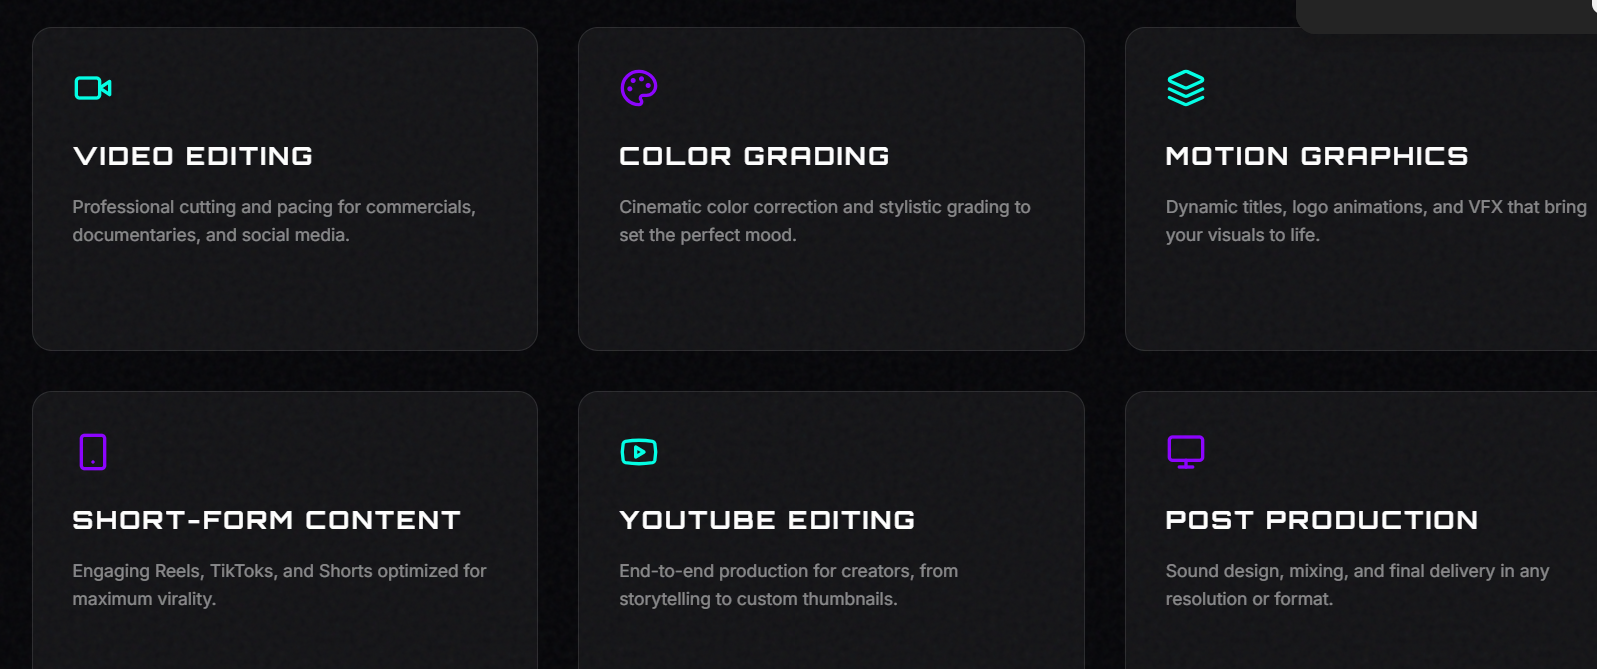 VIDEO EDITING
Professional cutting and pacing for commercials,
documentaries, and social media.
COLOR GRADING
Cinematic color correction and stylistic grading to
set the perfect mood.
MOTION GRAPHICS
Dynamic titles, logo animations, and VFX that bring
your visuals to life.
SHORT-FORM CONTENT
Engaging Reels, TikToks, and Shorts optimized for
maximum virality.
YOUTUBE EDITING
End-to-end production for creators, from
storytelling to custom thumbnails.
POST PRODUCTION
Sound design, mixing, and final delivery in any
resolution or format.